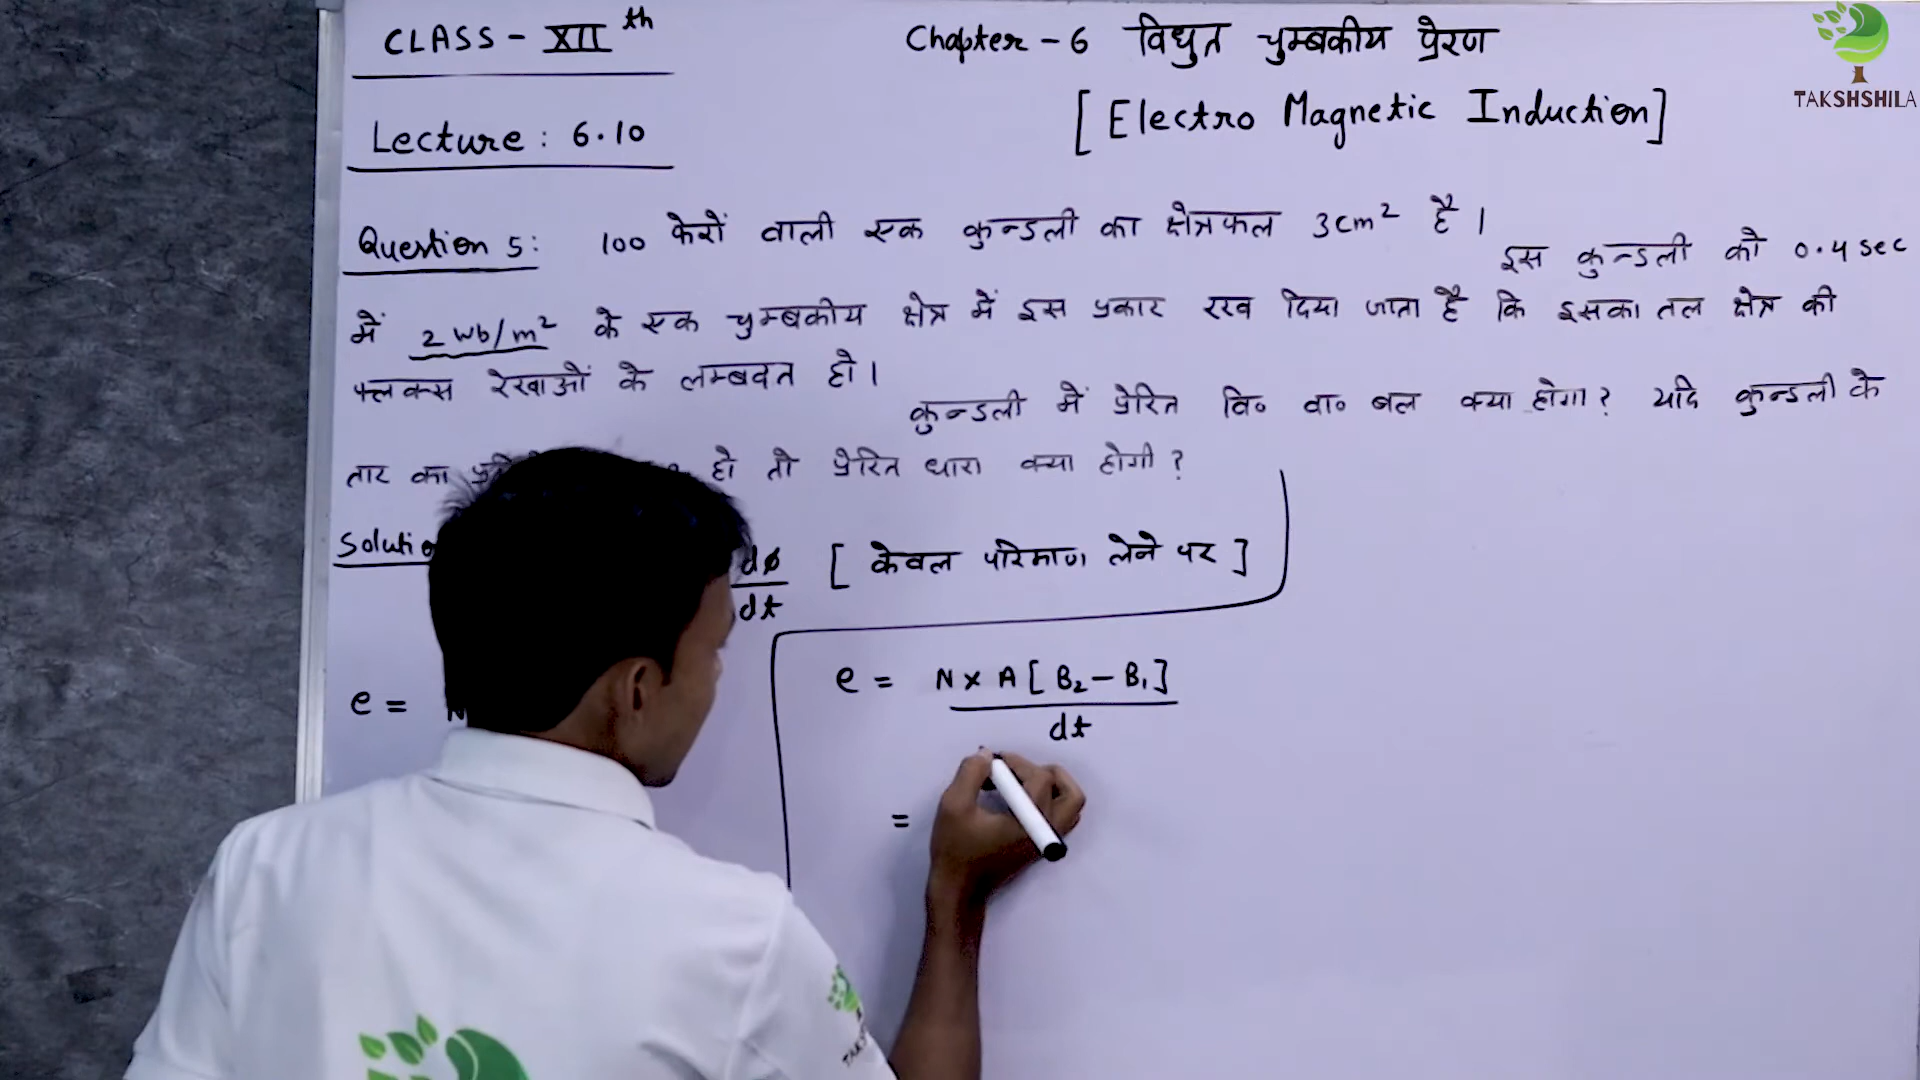 CLASS - XII th
Chapter - 6 विद्युत चुम्बकीय प्रेरण
[ Electro Magnetic Induction]
TAKSHSHILA
Lecture : 6.10
Question 5: 100 फेरों वाली एक कुन्डली का क्षेत्रफल 3cm² है।
इस कुन्डली को 0.4 sec
में 2 wb/m² के एक चुम्बकीय क्षेत्र में इस प्रकार रख दिया जाता है कि इसका तल क्षेत्र की
फ्लक्स रेखाओं के लम्बवत हो।
कुन्डली में प्रेरित वि० वा० बल क्या होगा? यदि कुन्डली के
तार का हो तो प्रेरित धारा क्या होगी?
dφ/dt [ केवल परिमाण लेने पर ]
e = N × A [ B₂ – B₁ ] / dt
e =
=